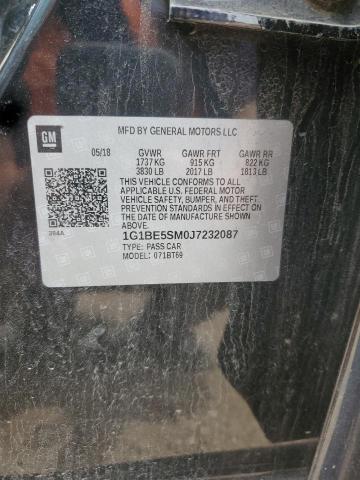 GM
MFD BY GENERAL MOTORS LLC
05/18 GVWR GAWR FRT GAWR RR
1737 KG 915 KG 822 KG
3830 LB 2017 LB 1813 LB
THIS VEHICLE CONFORMS TO ALL
APPLICABLE U.S. FEDERAL MOTOR
VEHICLE SAFETY, BUMPER, AND THEFT
PREVENTION STANDARDS IN EFFECT ON
THE DATE OF MANUFACTURE SHOWN
ABOVE.
1G1BE5SM0J7232087
TYPE: PASS CAR
MODEL: 071BT69